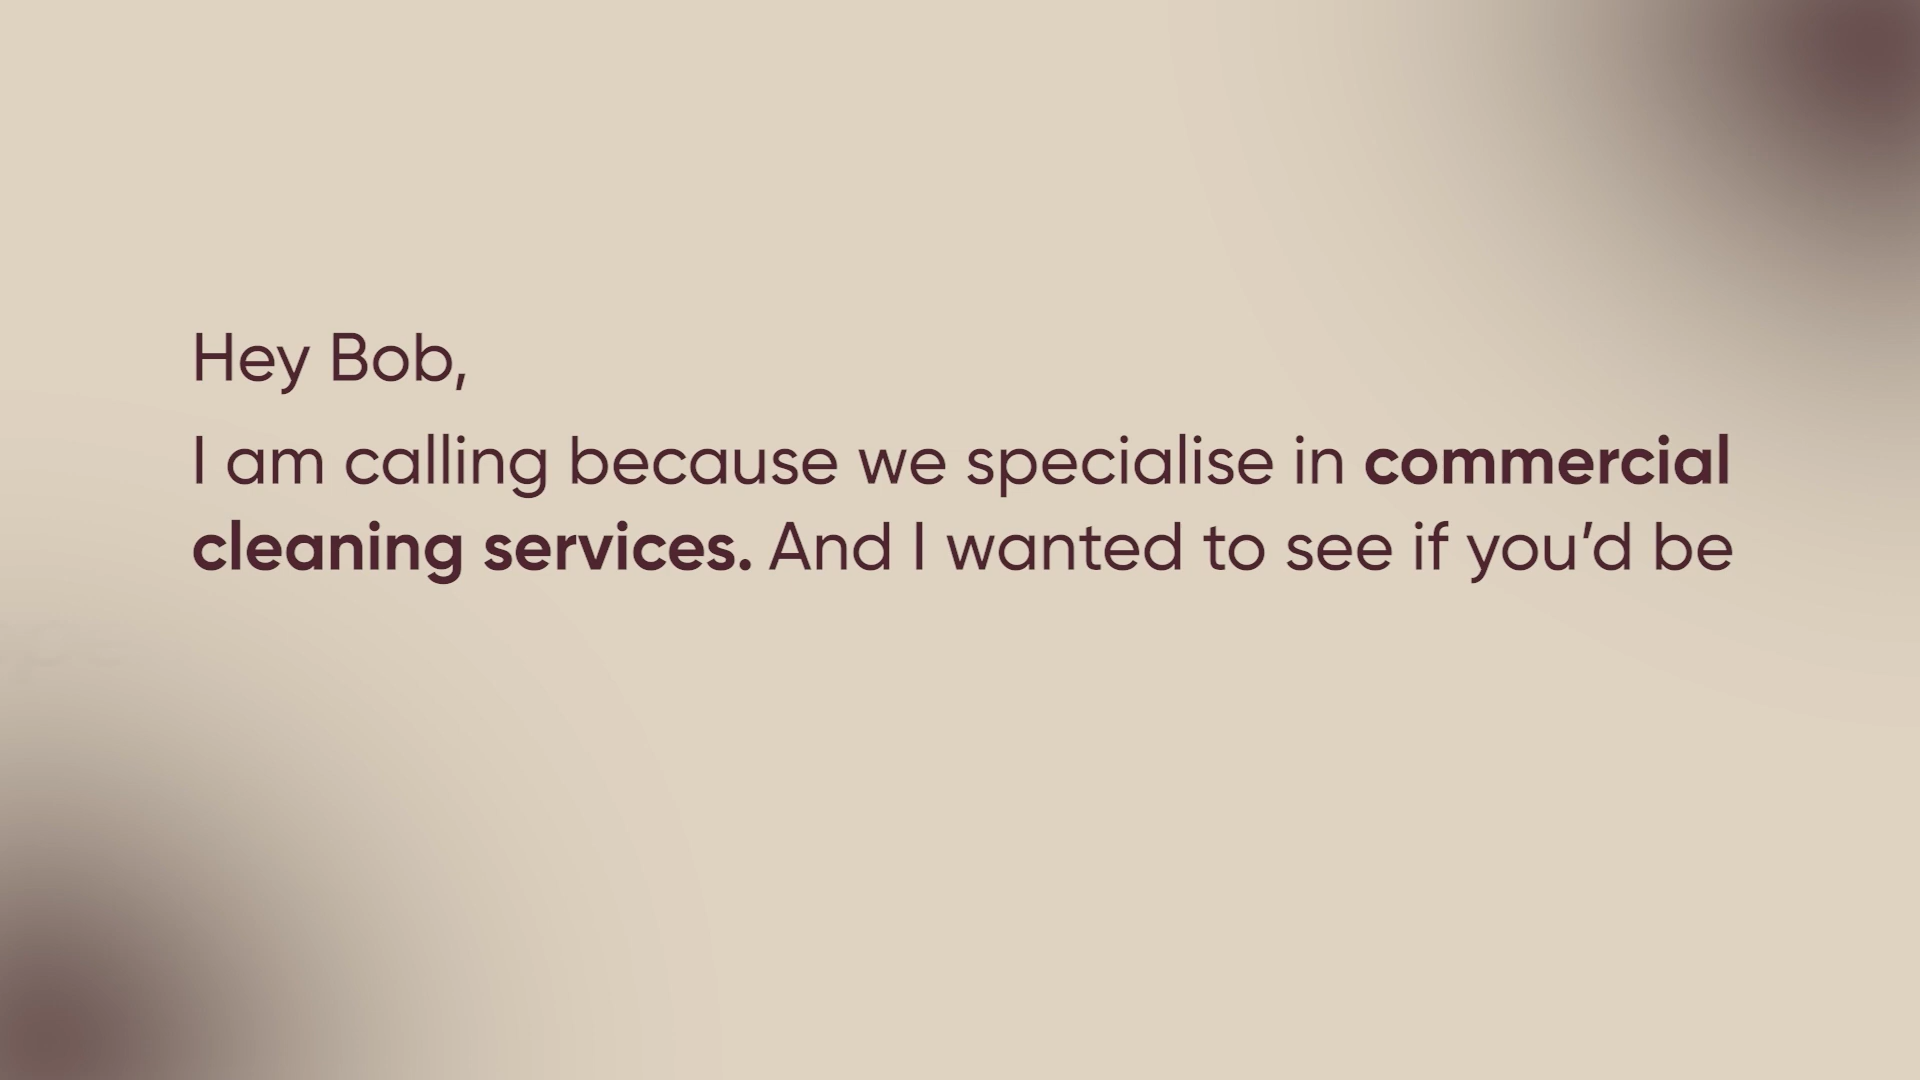 Hey Bob,
I am calling because we specialise in commercial
cleaning services. And I wanted to see if you’d be